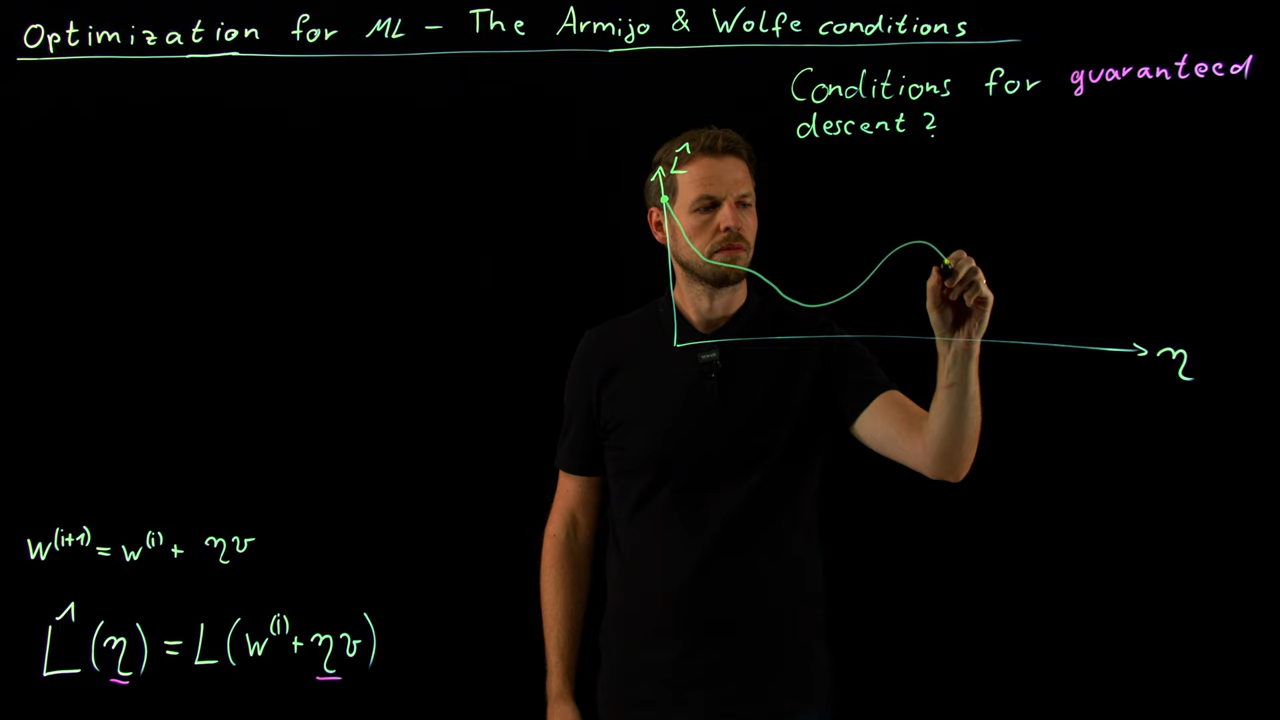 Optimization for ML – The Armijo & Wolfe conditions
Conditions for guaranteed
descent ?
L̂
η
w⁽ⁱ⁺¹⁾ = w⁽ⁱ⁾ + ηv
L̂(η) = L(w⁽ⁱ⁾ + ηv)